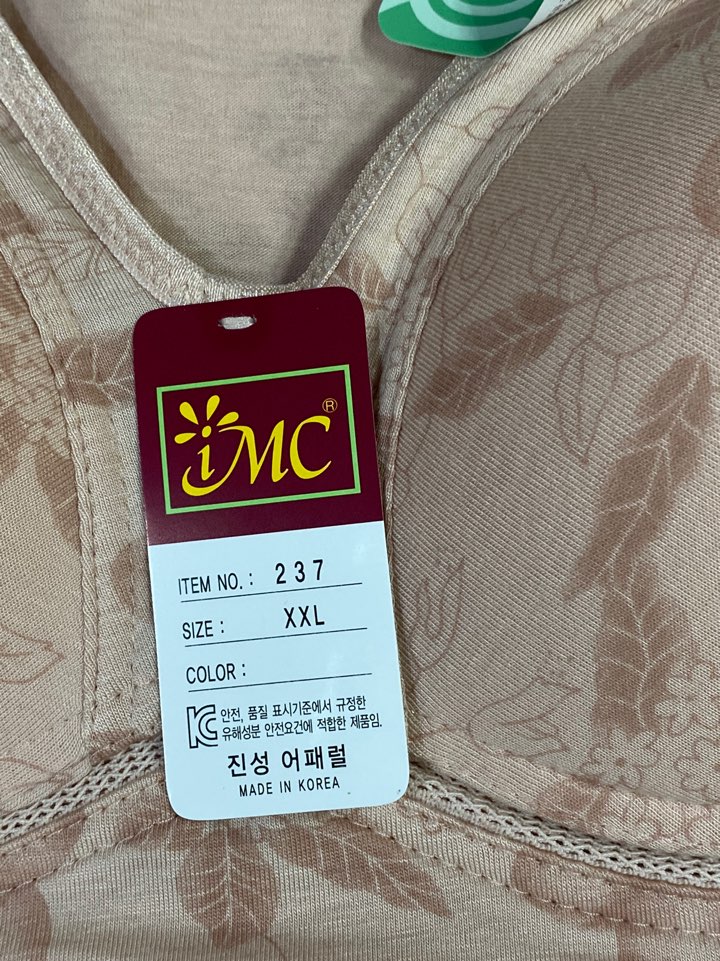 iMC®
ITEM NO. : 237
SIZE : XXL
COLOR :
KC 안전, 품질 표시기준에서 규정한
유해성분 안전요건에 적합한 제품임.
진성 어패럴
MADE IN KOREA